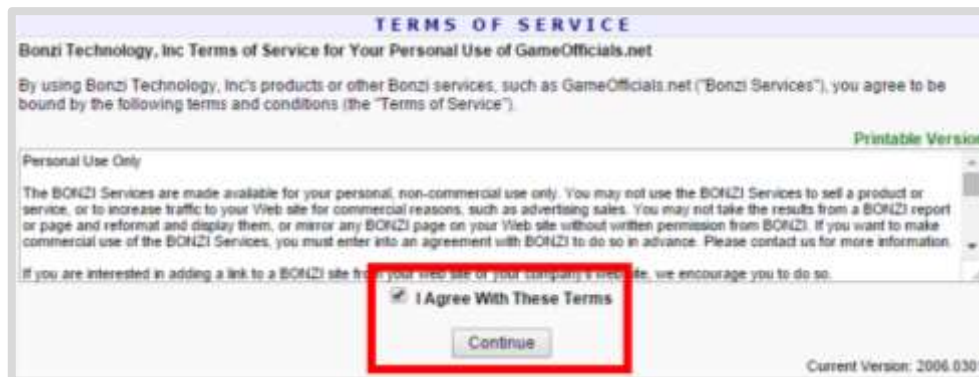 TERMS OF SERVICE
Bonzi Technology, Inc Terms of Service for Your Personal Use of GameOfficials.net
By using Bonzi Technology, Inc's products or other Bonzi services, such as GameOfficials.net ("Bonzi Services"), you agree to be
bound by the following terms and conditions (the "Terms of Service").
Printable Version
Personal Use Only
The BONZI Services are made available for your personal, non-commercial use only. You may not use the BONZI Services to sell a product or
service, or to increase traffic to your Web site for commercial reasons, such as advertising sales. You may not take the results from a BONZI report
or page and reformat and display them, or mirror any BONZI page on your Web site without written permission from BONZI. If you want to make
commercial use of the BONZI Services, you must enter into an agreement with BONZI to do so in advance. Please contact us for more information.
If you are interested in adding a link to a BONZI site from your Web site or your company's Web site, we encourage you to do so.
I Agree With These Terms
Continue
Current Version: 2006.030